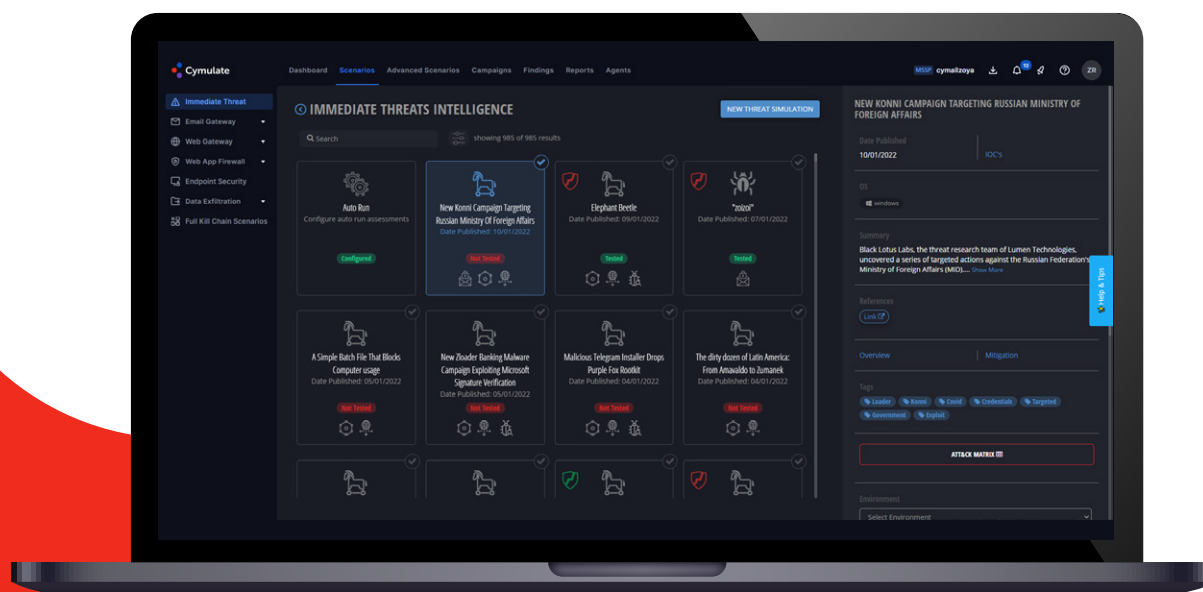 Cymulate
Dashboard Scenarios Advanced Scenarios Campaigns Findings Reports Agents
MSSP cymailzoya
10
ZR
Immediate Threat
Email Gateway
Web Gateway
Web App Firewall
Endpoint Security
Data Exfiltration
Full Kill Chain Scenarios
IMMEDIATE THREATS INTELLIGENCE
NEW THREAT SIMULATION
Search
showing 985 of 985 results
Auto Run
Configure auto run assessments
Configured
New Konni Campaign Targeting
Russian Ministry Of Foreign Affairs
Date Published: 10/01/2022
Not Tested
Elephant Beetle
Date Published: 09/01/2022
Tested
"zoizol"
Date Published: 07/01/2022
Tested
A Simple Batch File That Blocks
Computer usage
Date Published: 05/01/2022
Not Tested
New Zloader Banking Malware
Campaign Exploiting Microsoft
Signature Verification
Date Published: 05/01/2022
Not Tested
Malicious Telegram Installer Drops
Purple Fox Rootkit
Date Published: 04/01/2022
Not Tested
The dirty dozen of Latin America:
From Amavaldo to Zumanek
Date Published: 04/01/2022
Not Tested
NEW KONNI CAMPAIGN TARGETING RUSSIAN MINISTRY OF
FOREIGN AFFAIRS
Date Published
10/01/2022
IOC's
OS
windows
Summary
Black Lotus Labs, the threat research team of Lumen Technologies,
uncovered a series of targeted actions against the Russian Federation's
Ministry of Foreign Affairs (MID).... Show More
References
Link
Overview
Mitigation
Tags
Loader Konni Covid Credentials Targeted
Government Exploit
ATT&CK MATRIX
Environment
Select Environment
Help & Tips